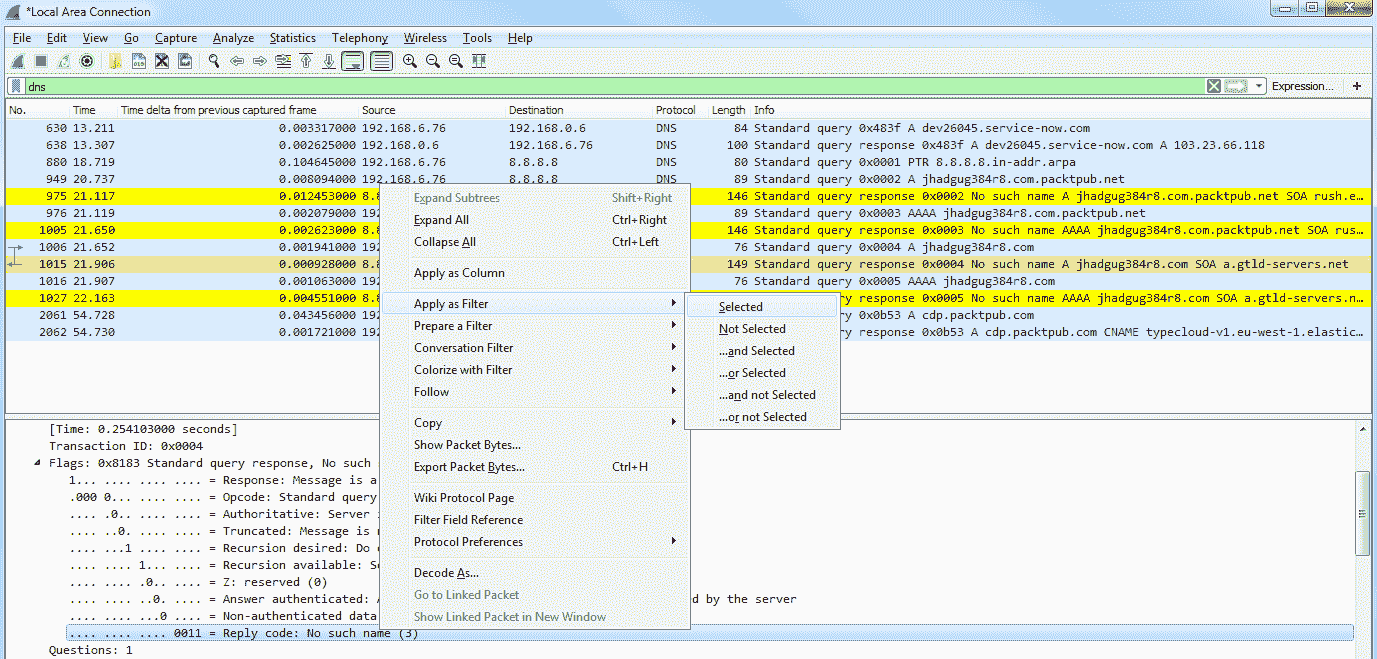 *Local Area Connection
File Edit View Go Capture Analyze Statistics Telephony Wireless Tools Help
dns Expression... +
No. Time Time delta from previous captured frame Source Destination Protocol Length Info
630 13.211 0.003317000 192.168.6.76 192.168.0.6 DNS 84 Standard query 0x483f A dev26045.service-now.com
638 13.307 0.002625000 192.168.0.6 192.168.6.76 DNS 100 Standard query response 0x483f A dev26045.service-now.com A 103.23.66.118
880 18.719 0.104645000 192.168.6.76 8.8.8.8 DNS 80 Standard query 0x0001 PTR 8.8.8.8.in-addr.arpa
949 20.737 0.008094000 192.168.6.76 8.8.8.8 DNS 89 Standard query 0x0002 A jhadgug384r8.com.packtpub.net
975 21.117 0.012453000 8.8 146 Standard query response 0x0002 No such name A jhadgug384r8.com.packtpub.net SOA rush.e...
976 21.119 0.002079000 192 89 Standard query 0x0003 AAAA jhadgug384r8.com.packtpub.net
1005 21.650 0.002623000 8.8 146 Standard query response 0x0003 No such name AAAA jhadgug384r8.com.packtpub.net SOA rus...
1006 21.652 0.001941000 192 76 Standard query 0x0004 A jhadgug384r8.com
1015 21.906 0.000928000 8.8 149 Standard query response 0x0004 No such name A jhadgug384r8.com SOA a.gtld-servers.net
1016 21.907 0.001063000 192 76 Standard query 0x0005 AAAA jhadgug384r8.com
1027 22.163 0.004551000 8.8 ry response 0x0005 No such name AAAA jhadgug384r8.com SOA a.gtld-servers.n...
2061 54.728 0.043456000 192 ry 0x0b53 A cdp.packtpub.com
2062 54.730 0.001721000 192 ry response 0x0b53 A cdp.packtpub.com CNAME typecloud-v1.eu-west-1.elastic...
Expand Subtrees Shift+Right
Expand All Ctrl+Right
Collapse All Ctrl+Left
Apply as Column
Apply as Filter
Prepare a Filter
Conversation Filter
Colorize with Filter
Follow
Copy
Show Packet Bytes...
Export Packet Bytes... Ctrl+H
Wiki Protocol Page
Filter Field Reference
Protocol Preferences
Decode As...
Go to Linked Packet
Show Linked Packet in New Window
Selected
Not Selected
...and Selected
...or Selected
...and not Selected
...or not Selected
[Time: 0.254103000 seconds]
Transaction ID: 0x0004
Flags: 0x8183 Standard query response, No such
1... .... .... .... = Response: Message is a
.000 0... .... .... = Opcode: Standard query
.... .0.. .... .... = Authoritative: Server
.... ..0. .... .... = Truncated: Message is
.... ...1 .... .... = Recursion desired: Do
.... .... 1... .... = Recursion available:
.... .... .0.. .... = Z: reserved (0)
.... .... ..0. .... = Answer authenticated: d by the server
.... .... ...0 .... = Non-authenticated data
.... .... .... 0011 = Reply code: No such name (3)
Questions: 1